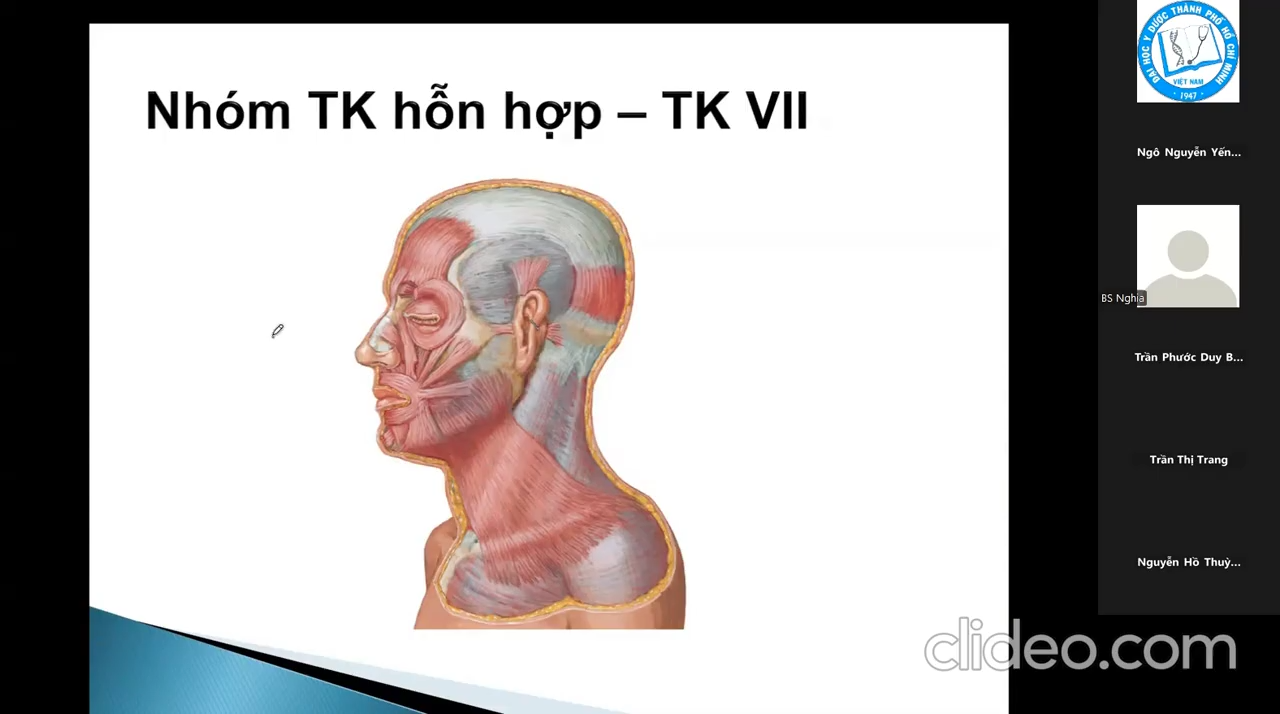 Nhóm TK hỗn hợp – TK VII
ĐẠI HỌC Y DƯỢC THÀNH PHỐ HỒ CHÍ MINH
VIỆT NAM
1947
Ngô Nguyễn Yến...
BS Nghĩa
Trần Phước Duy B...
Trần Thị Trang
Nguyễn Hồ Thuỳ...
clideo.com